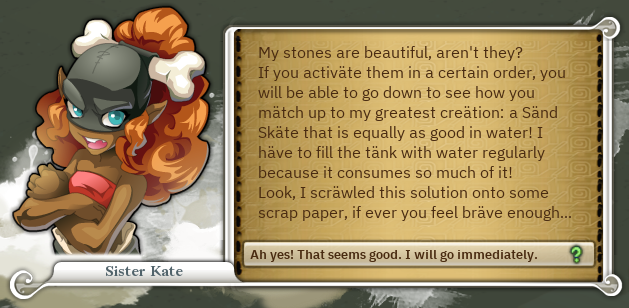 My stones are beautiful, aren't they?
If you activäte them in a certain order, you
will be able to go down to see how you
mätch up to my greatest creätion: a Sänd
Skäte that is equally as good in water! I
häve to fill the tänk with water regularly
because it consumes so much of it!
Look, I scräwled this solution onto some
scrap paper, if ever you feel bräve enough...
Ah yes! That seems good. I will go immediately.
Sister Kate